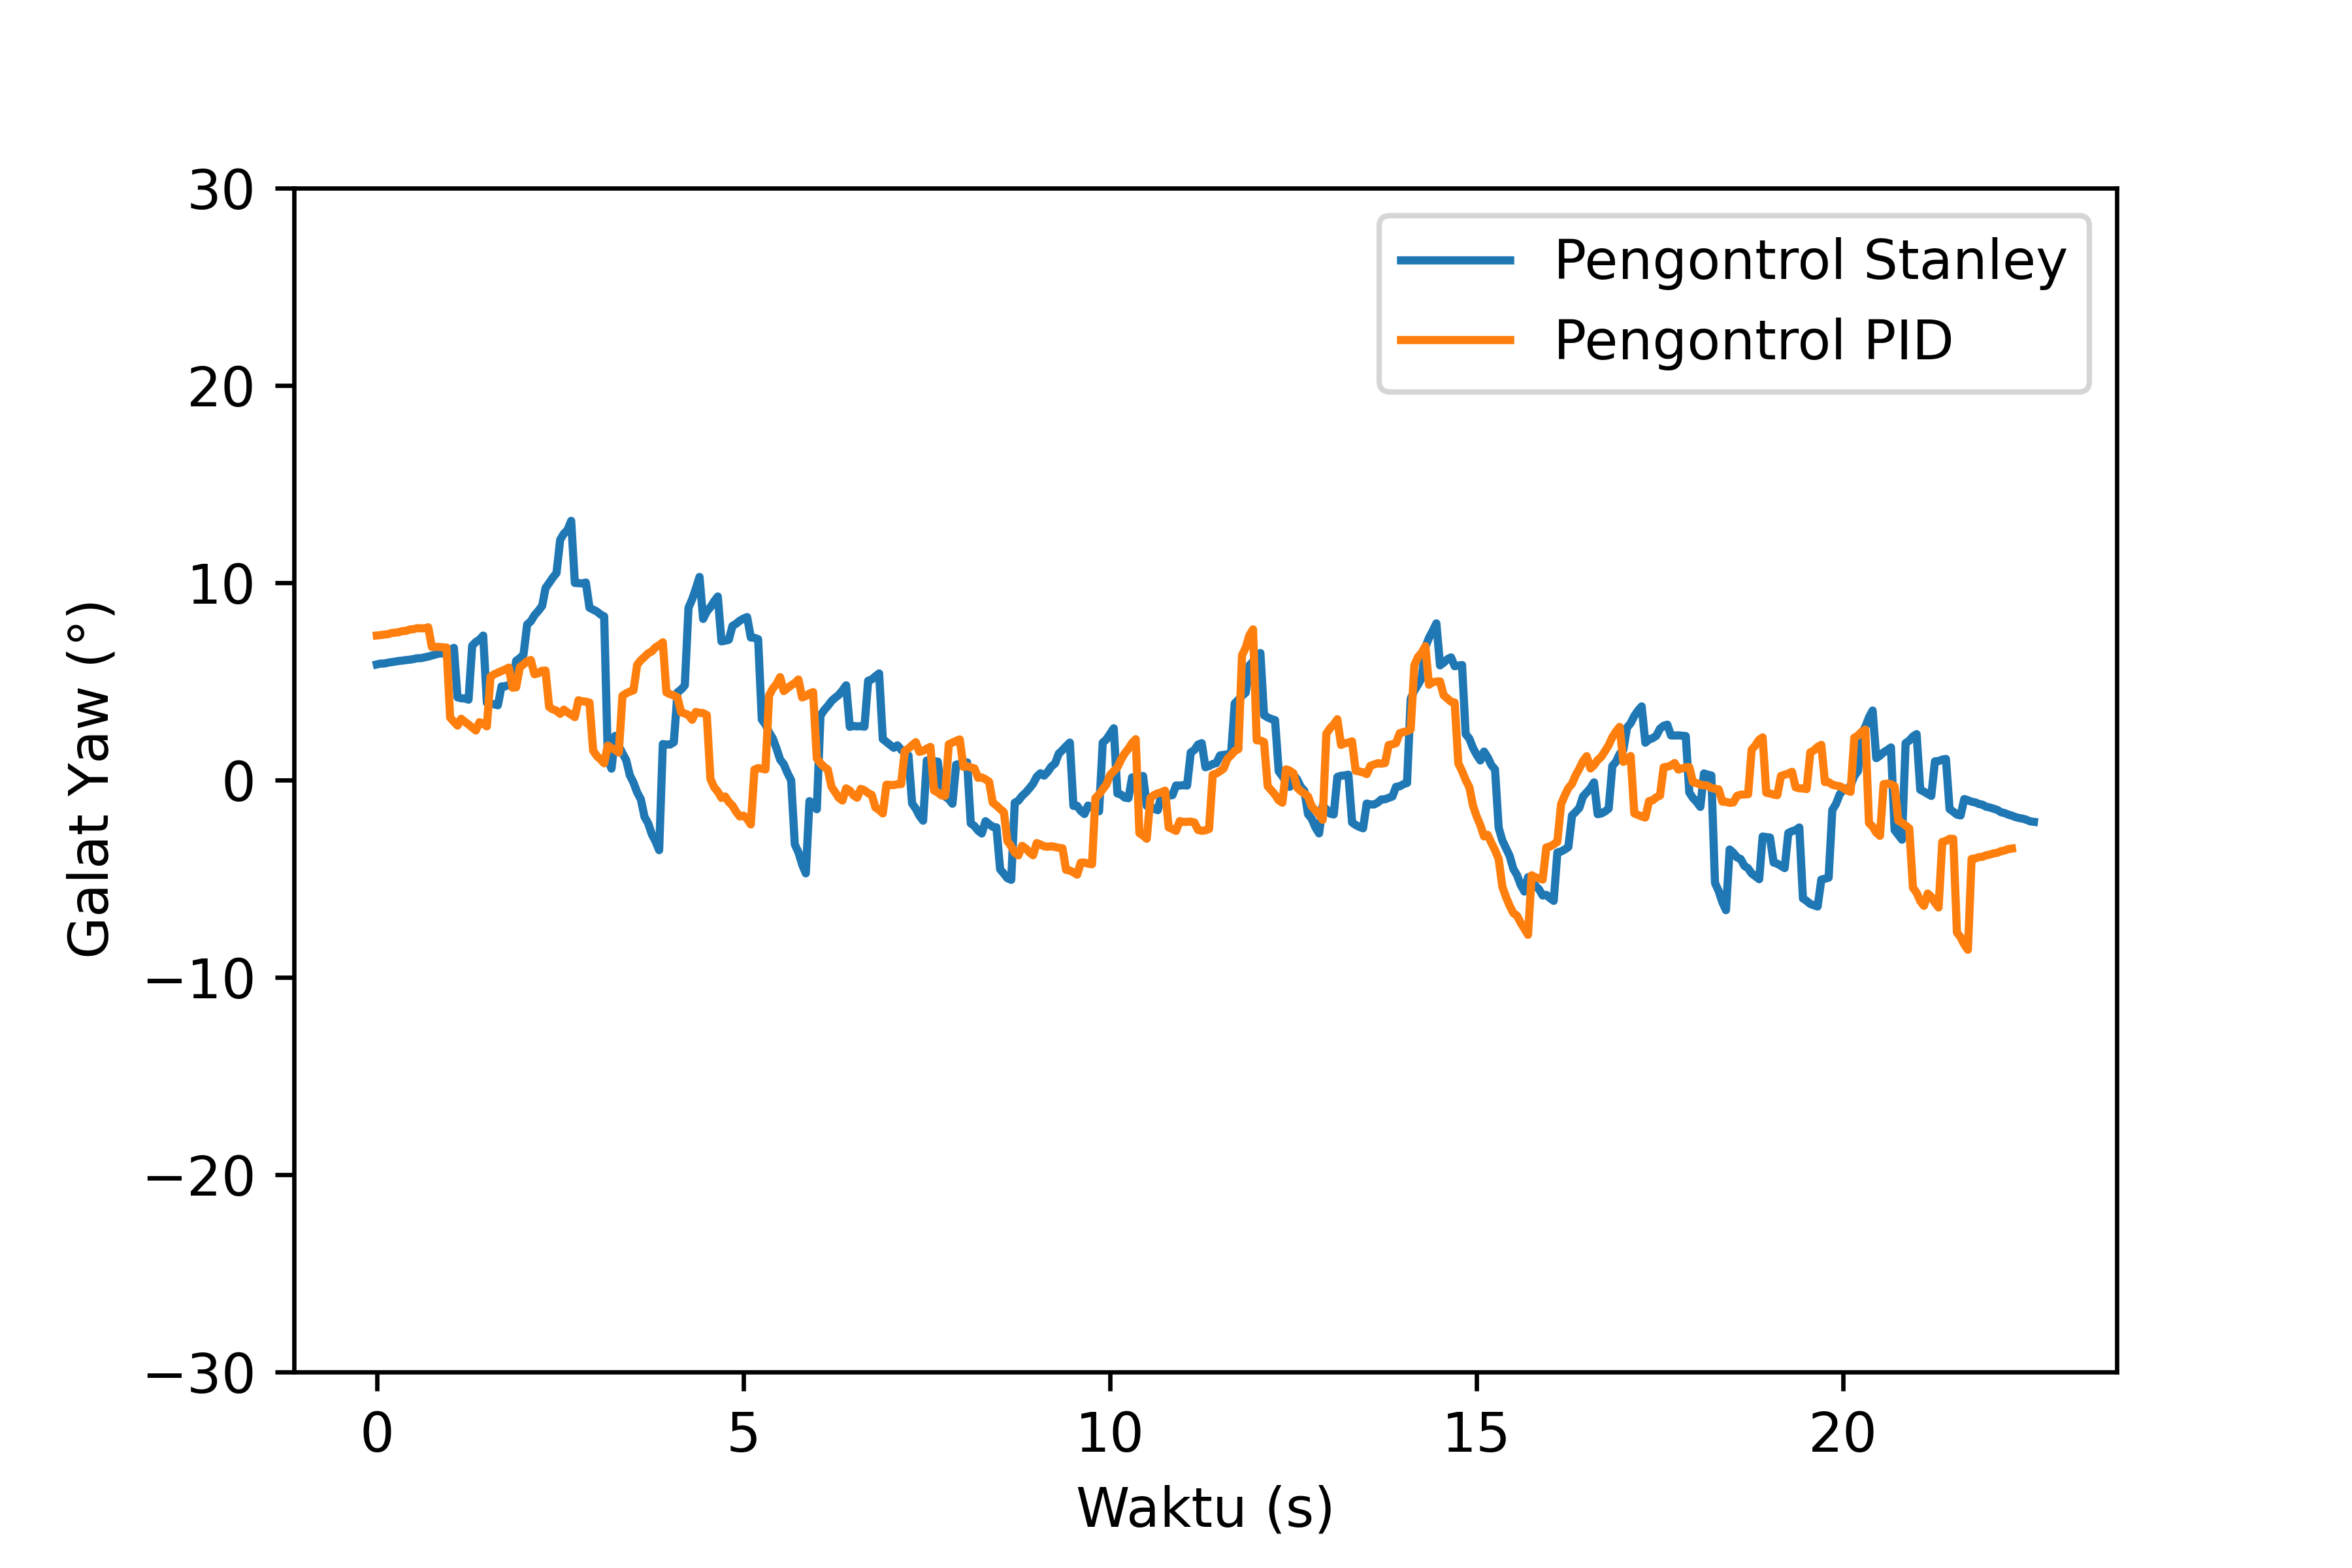 Pengontrol Stanley
Pengontrol PID
Galat Yaw (°)
30
20
10
0
−10
−20
−30
0 5 10 15 20
Waktu (s)